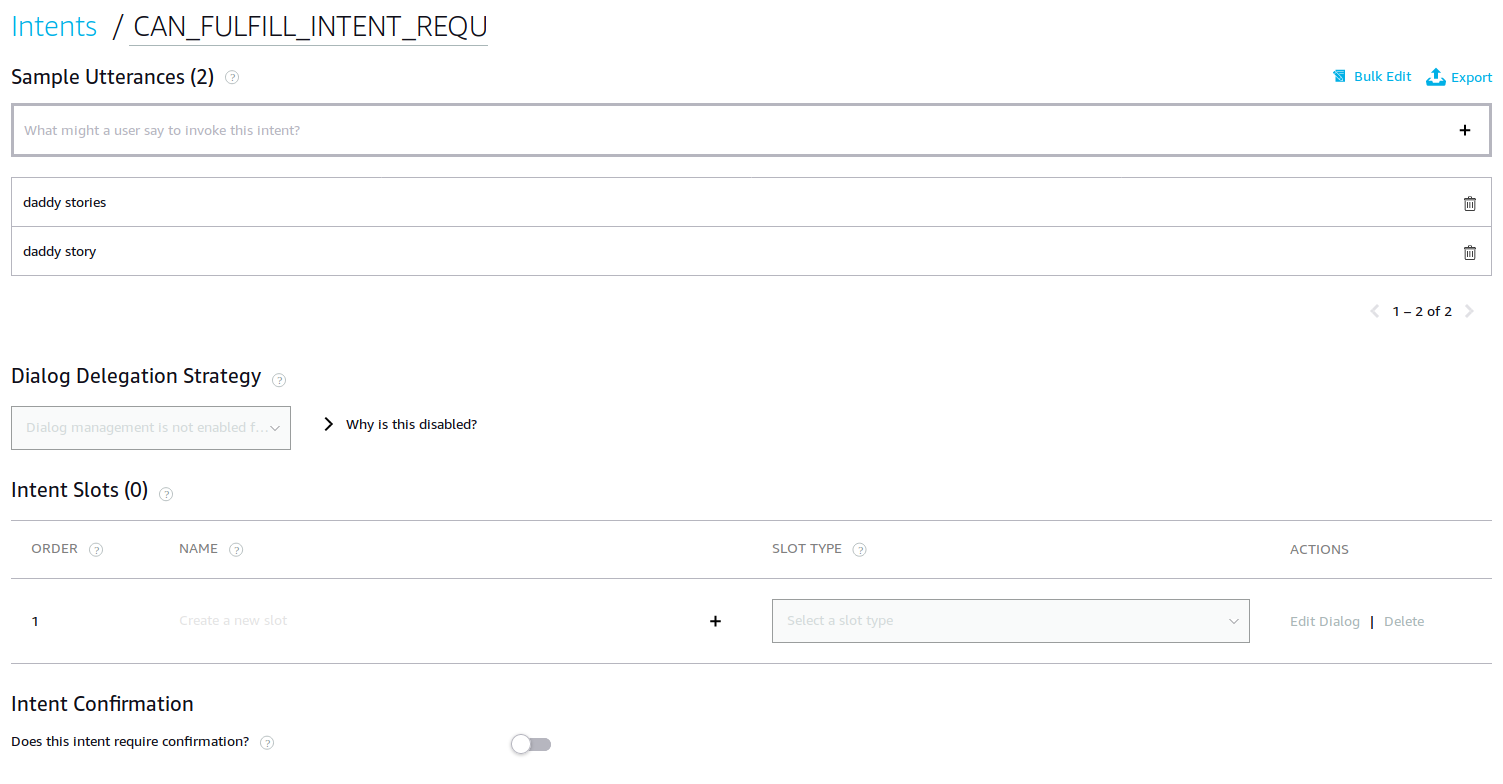 Intents / CAN_FULFILL_INTENT_REQU
Sample Utterances (2) ?
Bulk Edit Export
What might a user say to invoke this intent? +
daddy stories
daddy story
1 – 2 of 2
Dialog Delegation Strategy ?
Dialog management is not enabled f... Why is this disabled?
Intent Slots (0) ?
ORDER ? NAME ? SLOT TYPE ? ACTIONS
1 Create a new slot + Select a slot type Edit Dialog | Delete
Intent Confirmation
Does this intent require confirmation? ?